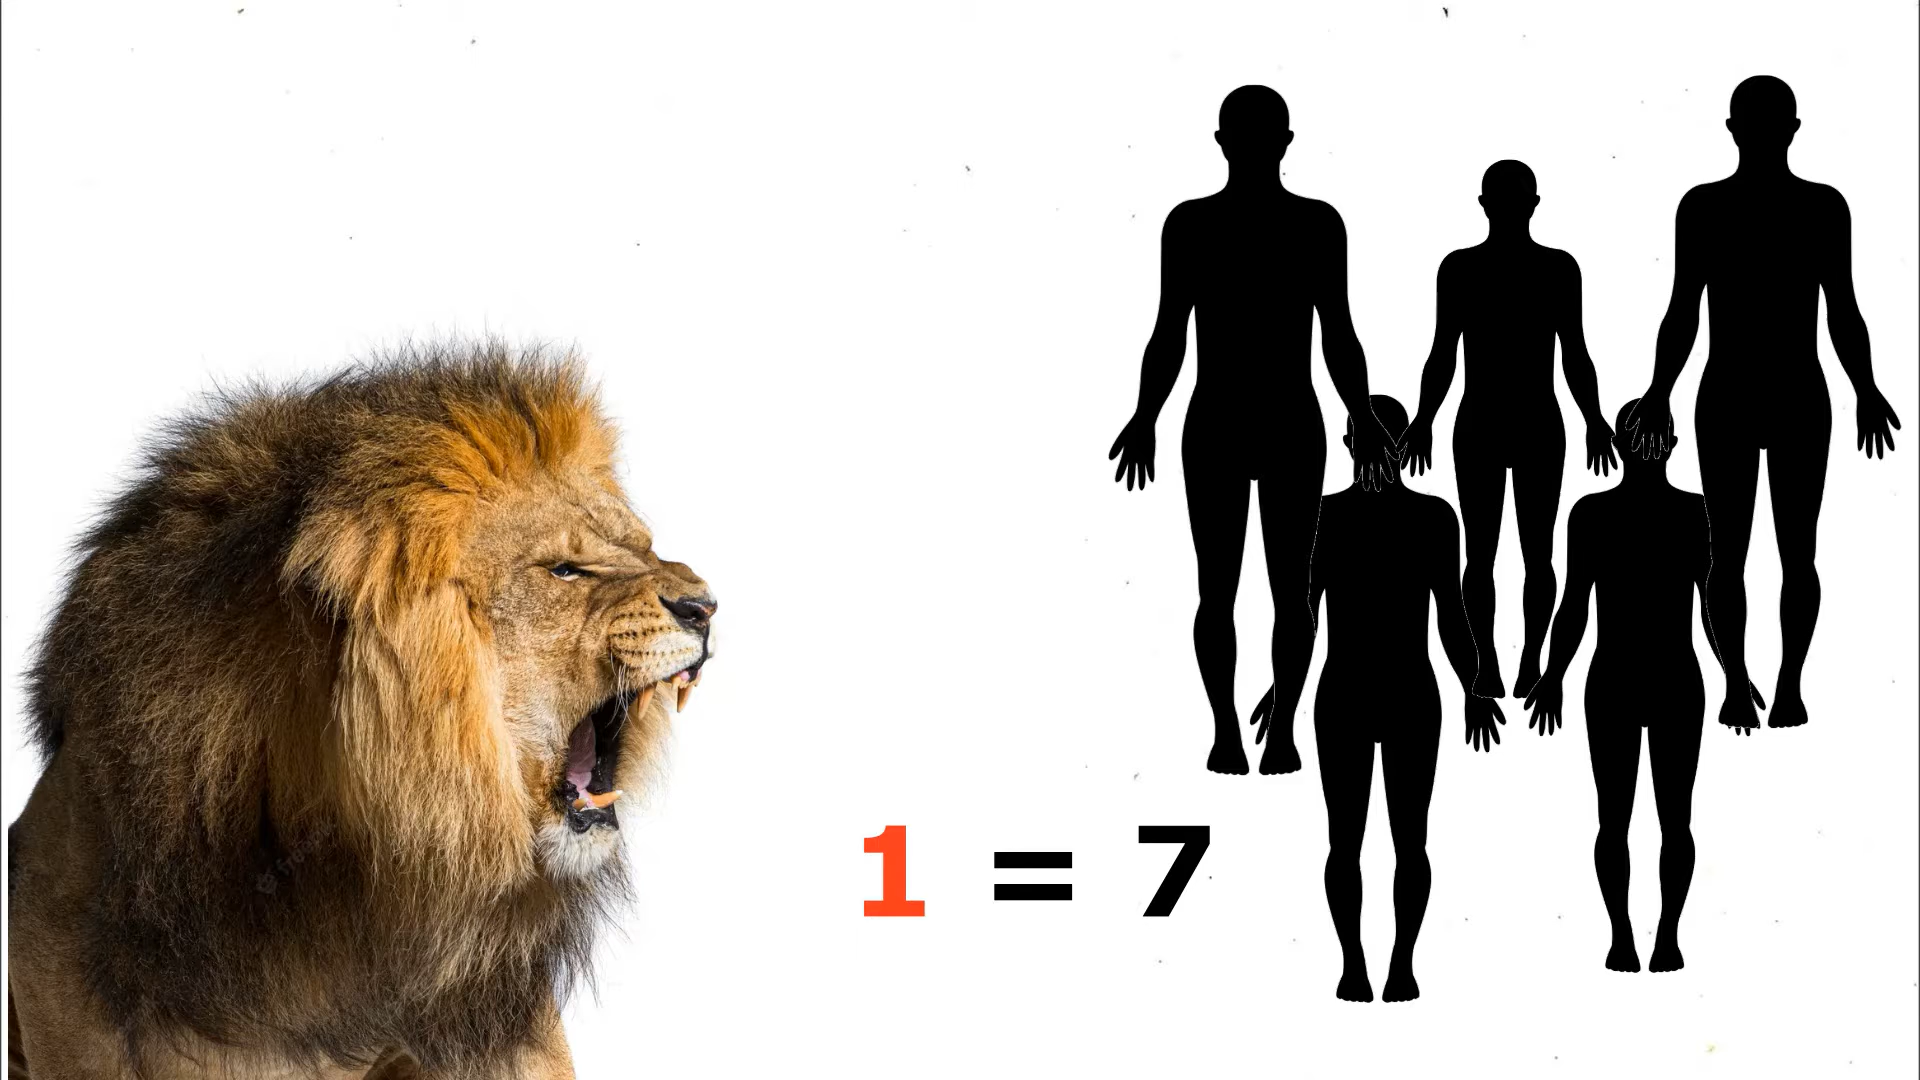 1 = 7